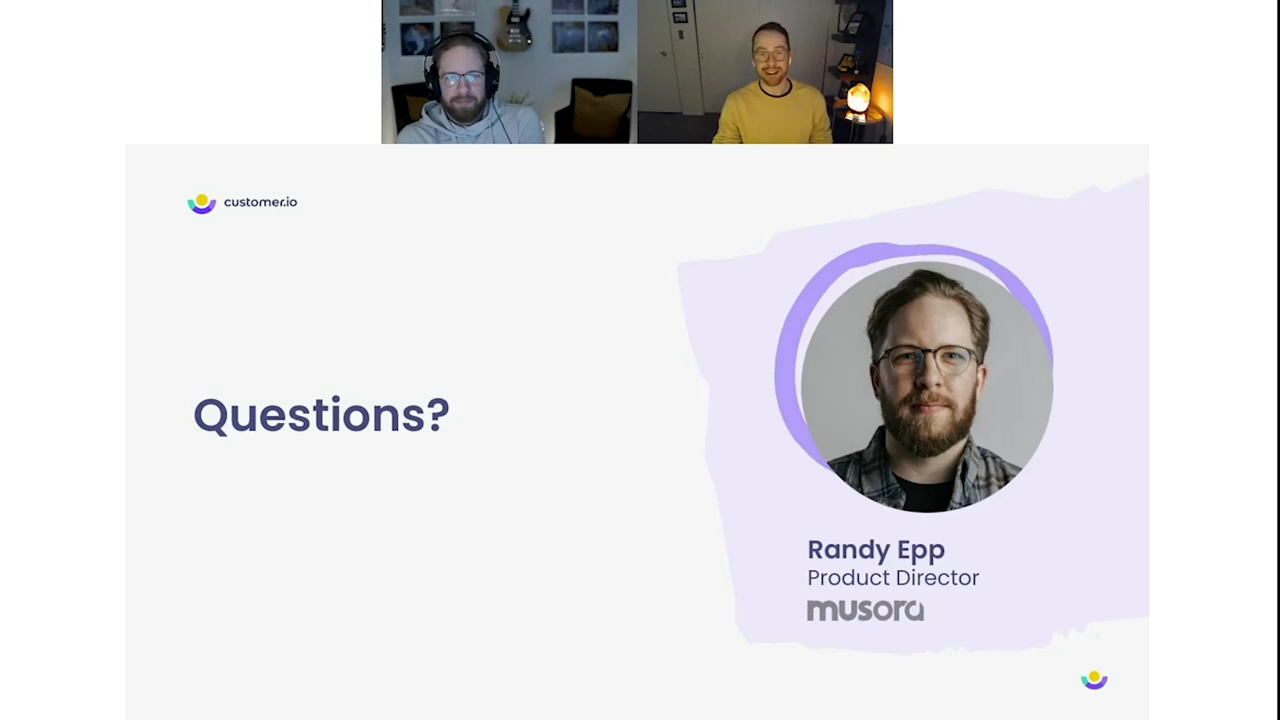 customer.io
Questions?
Randy Epp
Product Director
musora